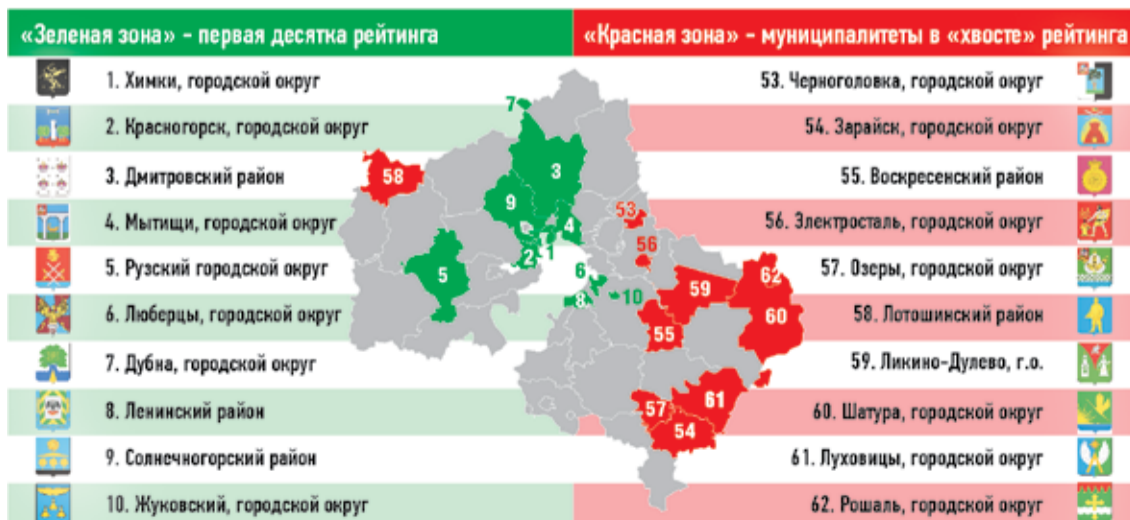 «Зеленая зона» - первая десятка рейтинга
1. Химки, городской округ
2. Красногорск, городской округ
3. Дмитровский район
4. Мытищи, городской округ
5. Рузский городской округ
6. Люберцы, городской округ
7. Дубна, городской округ
8. Ленинский район
9. Солнечногорский район
10. Жуковский, городской округ
7
3
58
9
4
53
1
2
56
5
6
62
59
10
8
60
55
61
57
54
«Красная зона» - муниципалитеты в «хвосте» рейтинга
53. Черноголовка, городской округ
54. Зарайск, городской округ
55. Воскресенский район
56. Электросталь, городской округ
57. Озеры, городской округ
58. Лотошинский район
59. Ликино-Дулево, г.о.
60. Шатура, городской округ
61. Луховицы, городской округ
62. Рошаль, городской округ